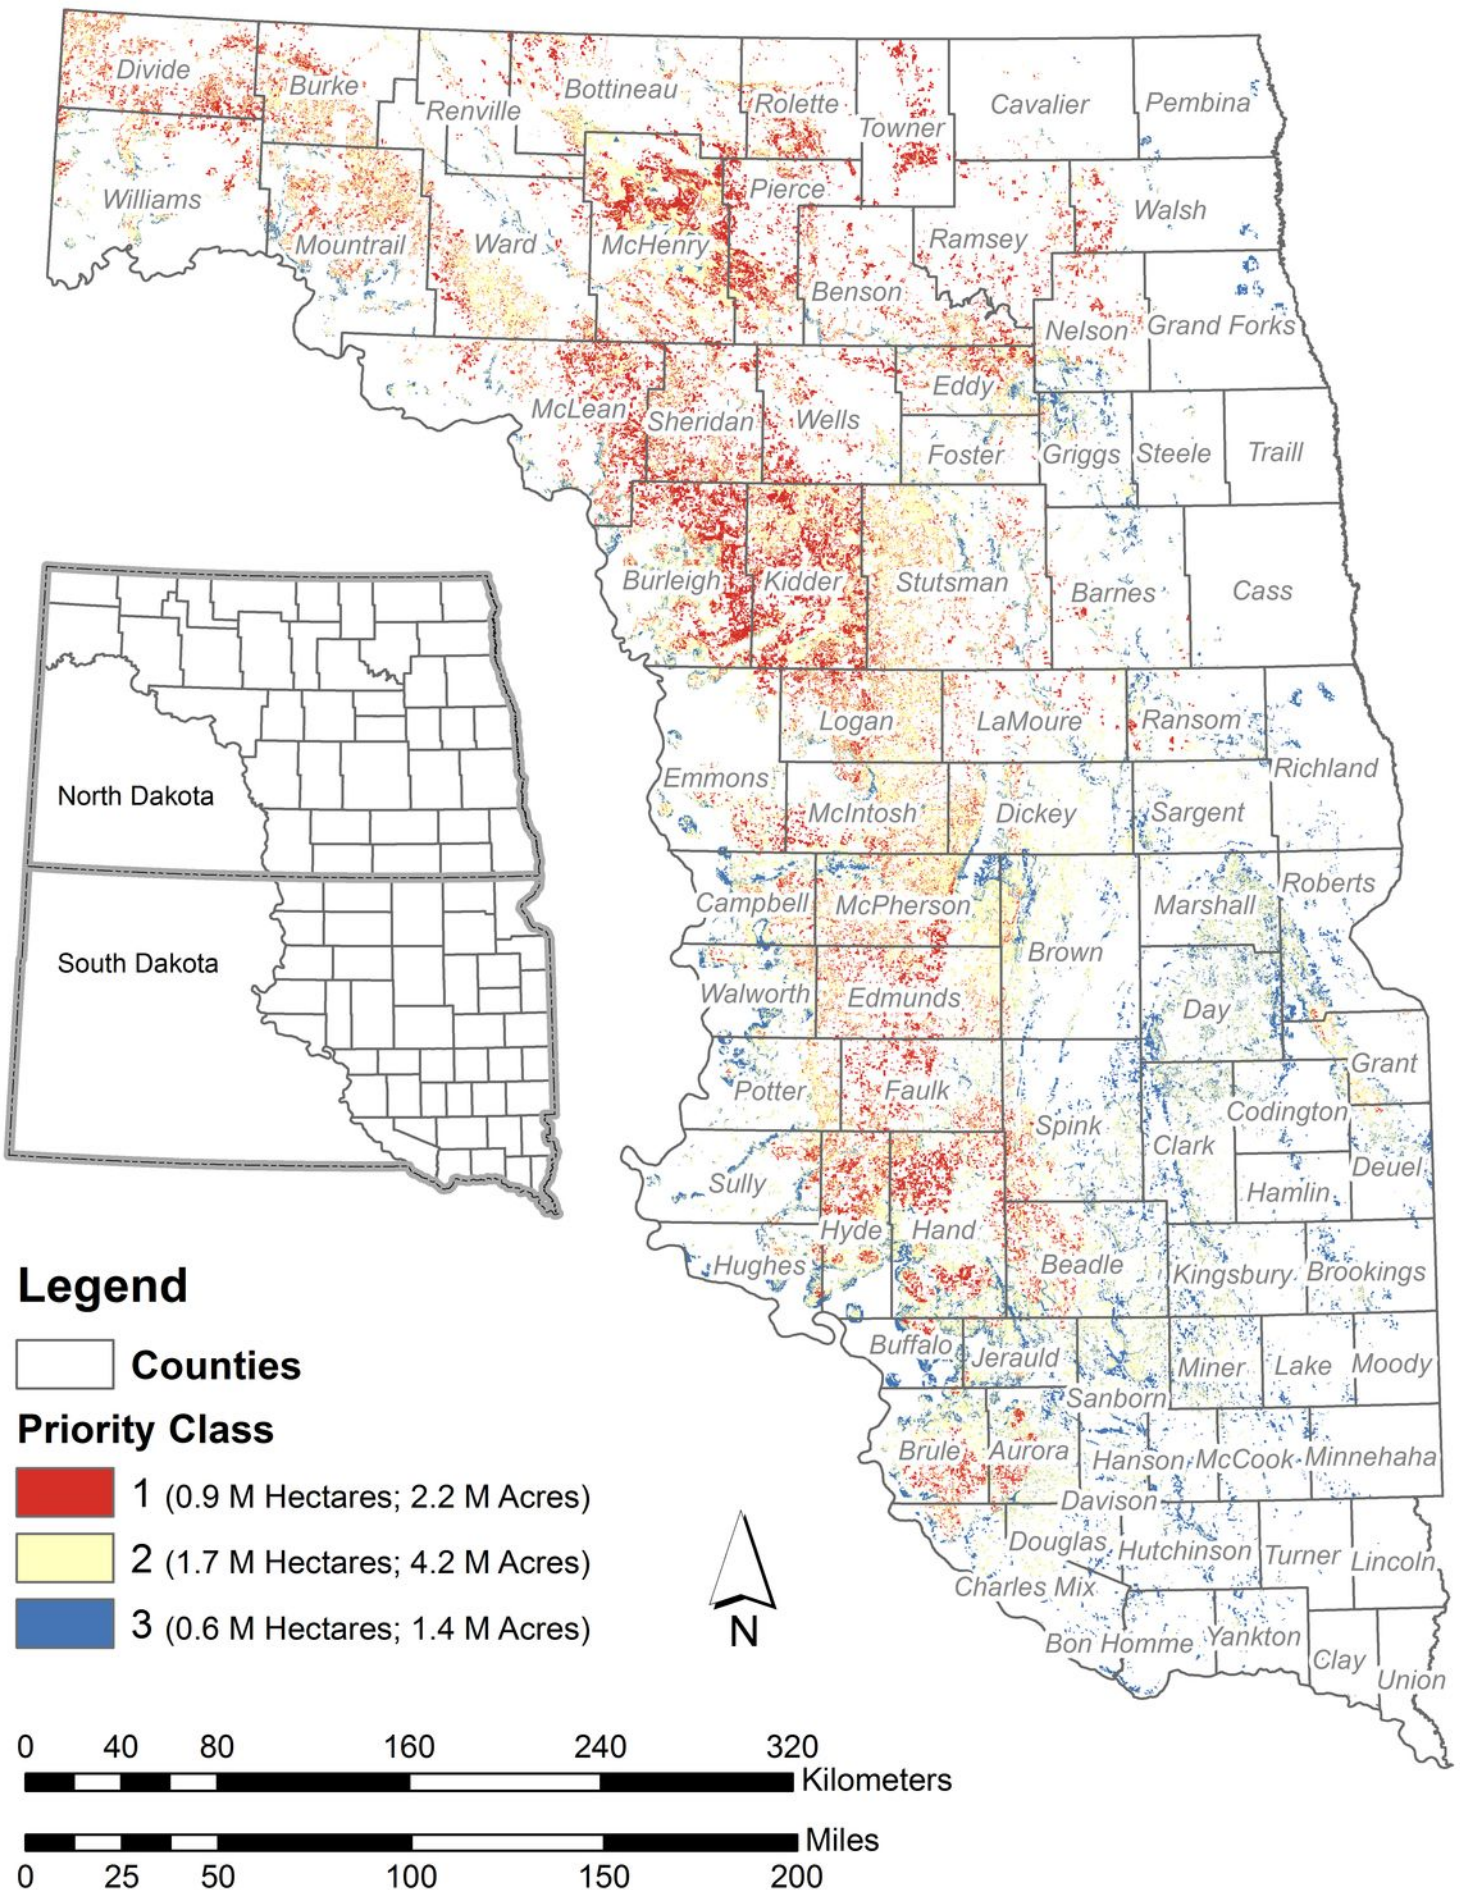 Divide
Burke
Renville
Bottineau
Rolette
Towner
Cavalier
Pembina
Williams
Mountrail
Ward
McHenry
Pierce
Benson
Ramsey
Walsh
Nelson
Grand Forks
McLean
Sheridan
Wells
Eddy
Foster
Griggs
Steele
Traill
Burleigh
Kidder
Stutsman
Barnes
Cass
Logan
LaMoure
Ransom
Richland
Emmons
McIntosh
Dickey
Sargent
Campbell
McPherson
Brown
Marshall
Roberts
Walworth
Edmunds
Day
Grant
Potter
Faulk
Spink
Clark
Codington
Sully
Hyde
Hand
Hamlin
Deuel
Hughes
Beadle
Kingsbury
Brookings
Buffalo
Jerauld
Sanborn
Miner
Lake
Moody
Brule
Aurora
Hanson
McCook
Minnehaha
Davison
Douglas
Hutchinson
Turner
Lincoln
Charles Mix
Bon Homme
Yankton
Clay
Union
North Dakota
South Dakota
Legend
Counties
Priority Class
1 (0.9 M Hectares; 2.2 M Acres)
2 (1.7 M Hectares; 4.2 M Acres)
3 (0.6 M Hectares; 1.4 M Acres)
N
0 40 80 160 240 320
Kilometers
Miles
0 25 50 100 150 200